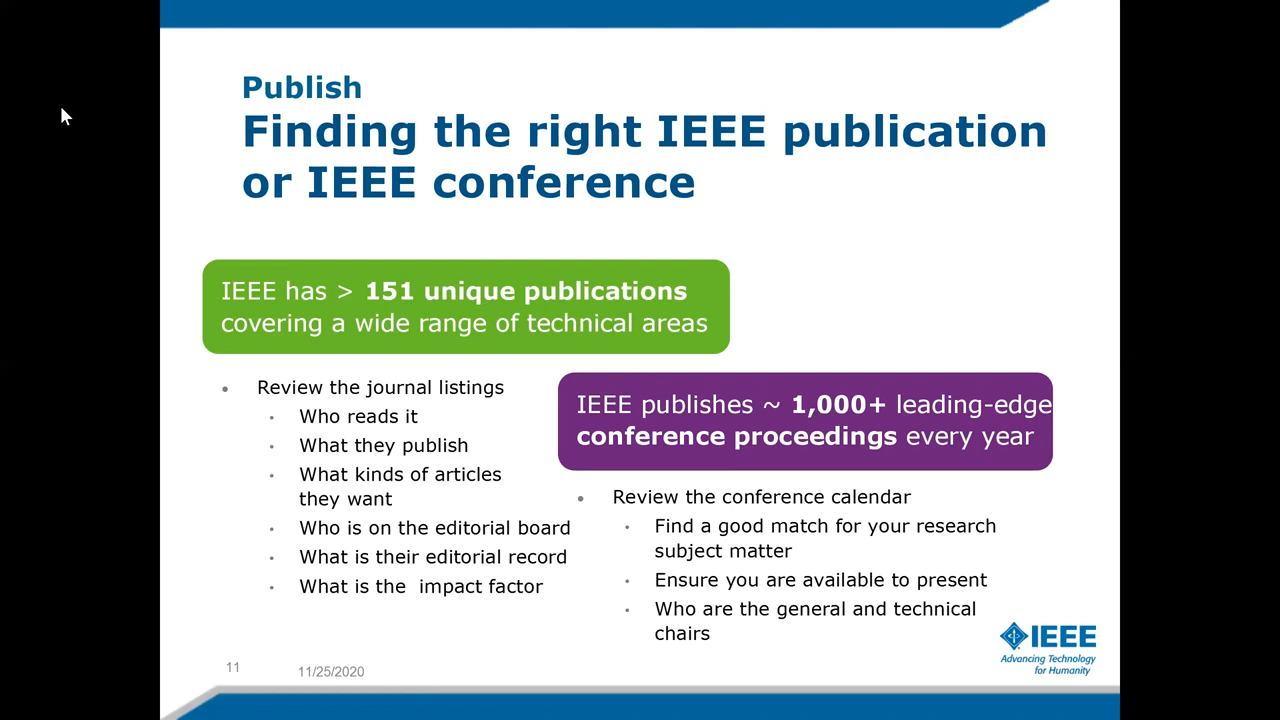 Publish
Finding the right IEEE publication
or IEEE conference
IEEE has > 151 unique publications
covering a wide range of technical areas
• Review the journal listings
• Who reads it
• What they publish
• What kinds of articles
they want
• Who is on the editorial board
• What is their editorial record
• What is the  impact factor
IEEE publishes ~ 1,000+ leading-edge
conference proceedings every year
• Review the conference calendar
• Find a good match for your research
subject matter
• Ensure you are available to present
• Who are the general and technical
chairs
IEEE
Advancing Technology
for Humanity
11
11/25/2020